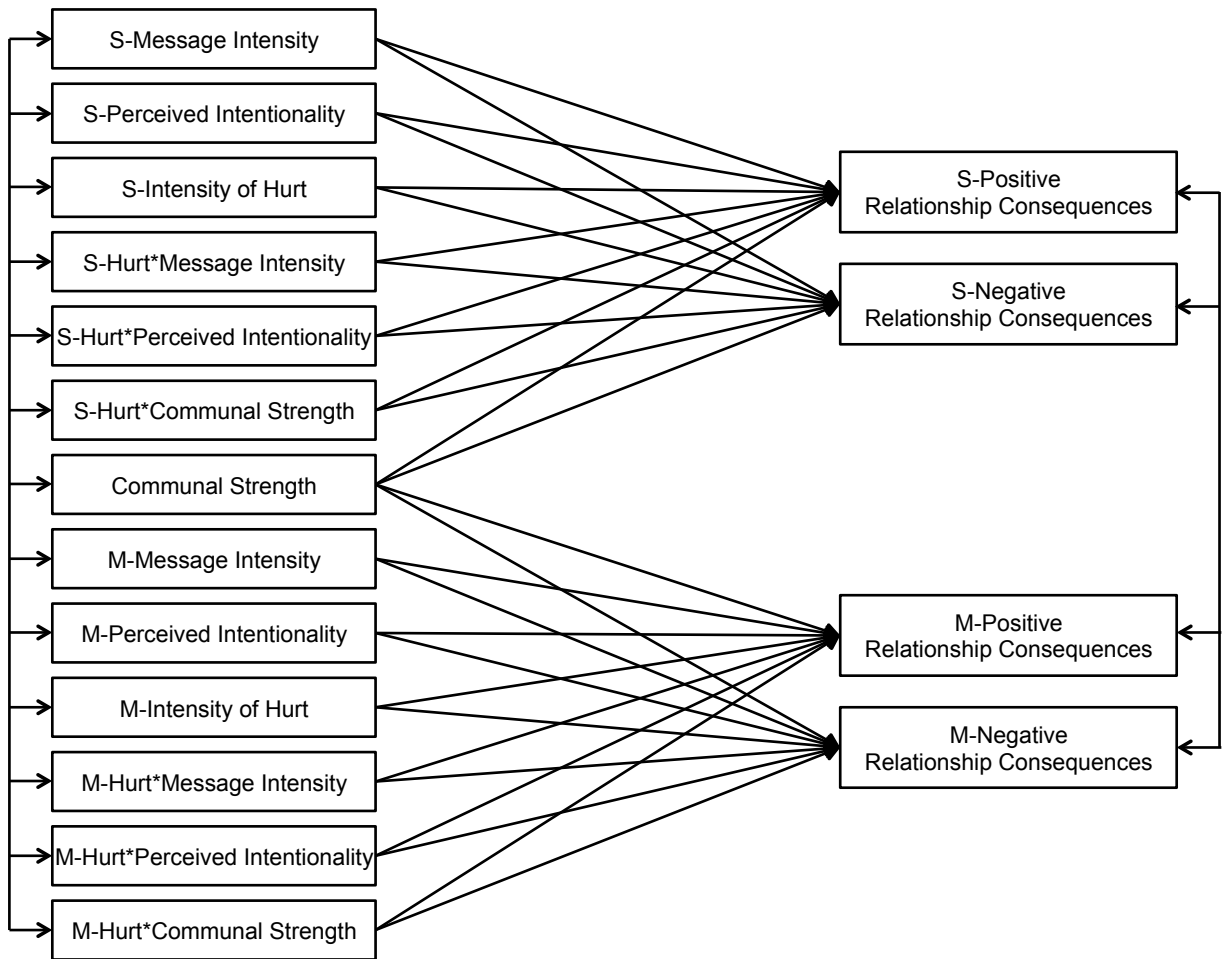 S-Message Intensity
S-Perceived Intentionality
S-Intensity of Hurt
S-Hurt*Message Intensity
S-Hurt*Perceived Intentionality
S-Hurt*Communal Strength
Communal Strength
M-Message Intensity
M-Perceived Intentionality
M-Intensity of Hurt
M-Hurt*Message Intensity
M-Hurt*Perceived Intentionality
M-Hurt*Communal Strength
S-Positive
Relationship Consequences
S-Negative
Relationship Consequences
M-Positive
Relationship Consequences
M-Negative
Relationship Consequences